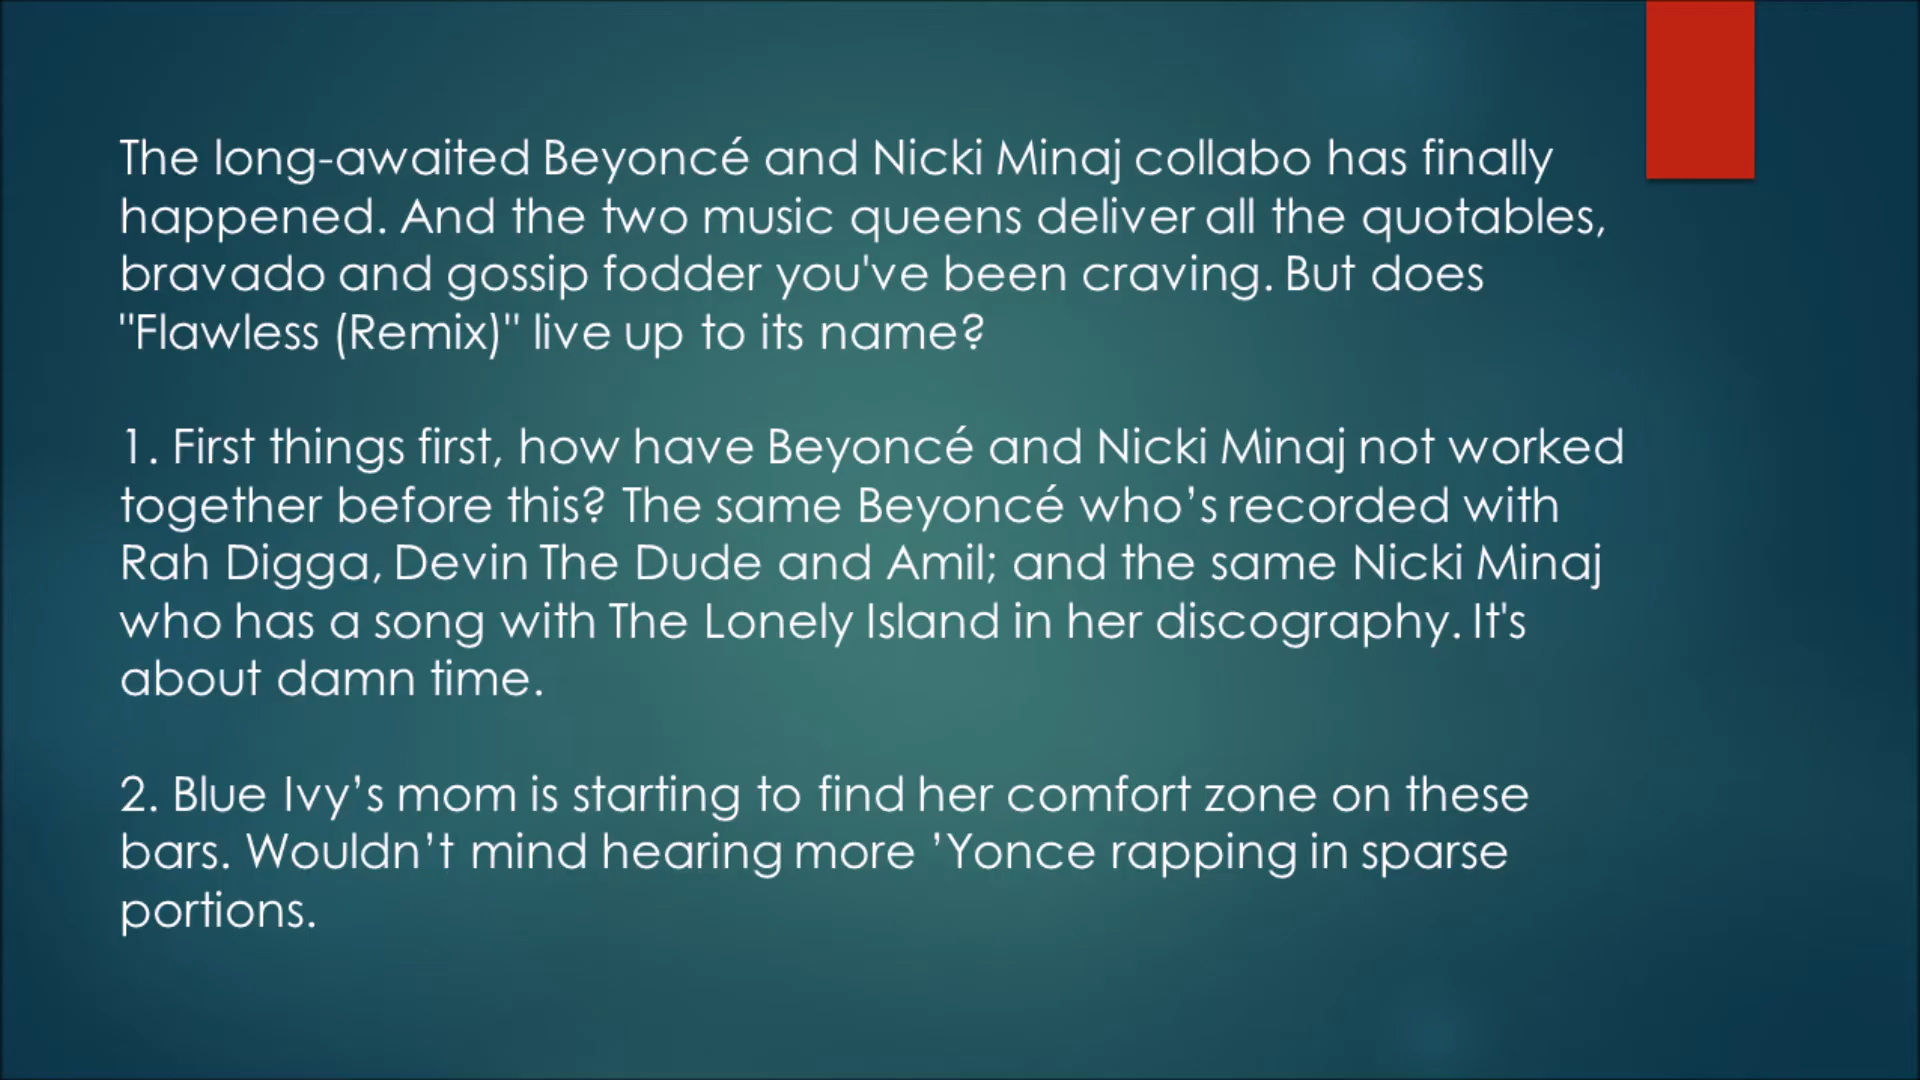 The long-awaited Beyoncé and Nicki Minaj collabo has finally
happened. And the two music queens deliver all the quotables,
bravado and gossip fodder you've been craving. But does
"Flawless (Remix)" live up to its name?
1. First things first, how have Beyoncé and Nicki Minaj not worked
together before this? The same Beyoncé who’s recorded with
Rah Digga, Devin The Dude and Amil; and the same Nicki Minaj
who has a song with The Lonely Island in her discography. It's
about damn time.
2. Blue Ivy’s mom is starting to find her comfort zone on these
bars. Wouldn’t mind hearing more ’Yonce rapping in sparse
portions.